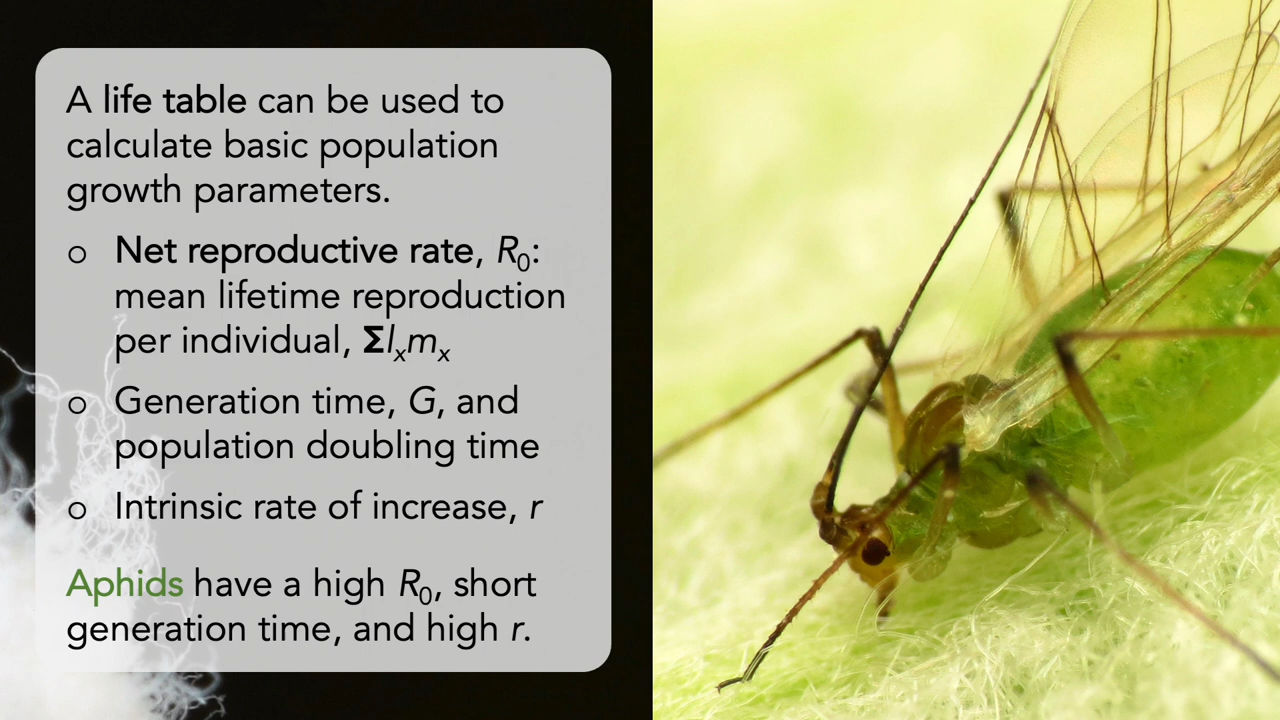 A life table can be used to
calculate basic population
growth parameters.
○ Net reproductive rate, R₀:
mean lifetime reproduction
per individual, Σlₓmₓ
○ Generation time, G, and
population doubling time
○ Intrinsic rate of increase, r
Aphids have a high R₀, short
generation time, and high r.